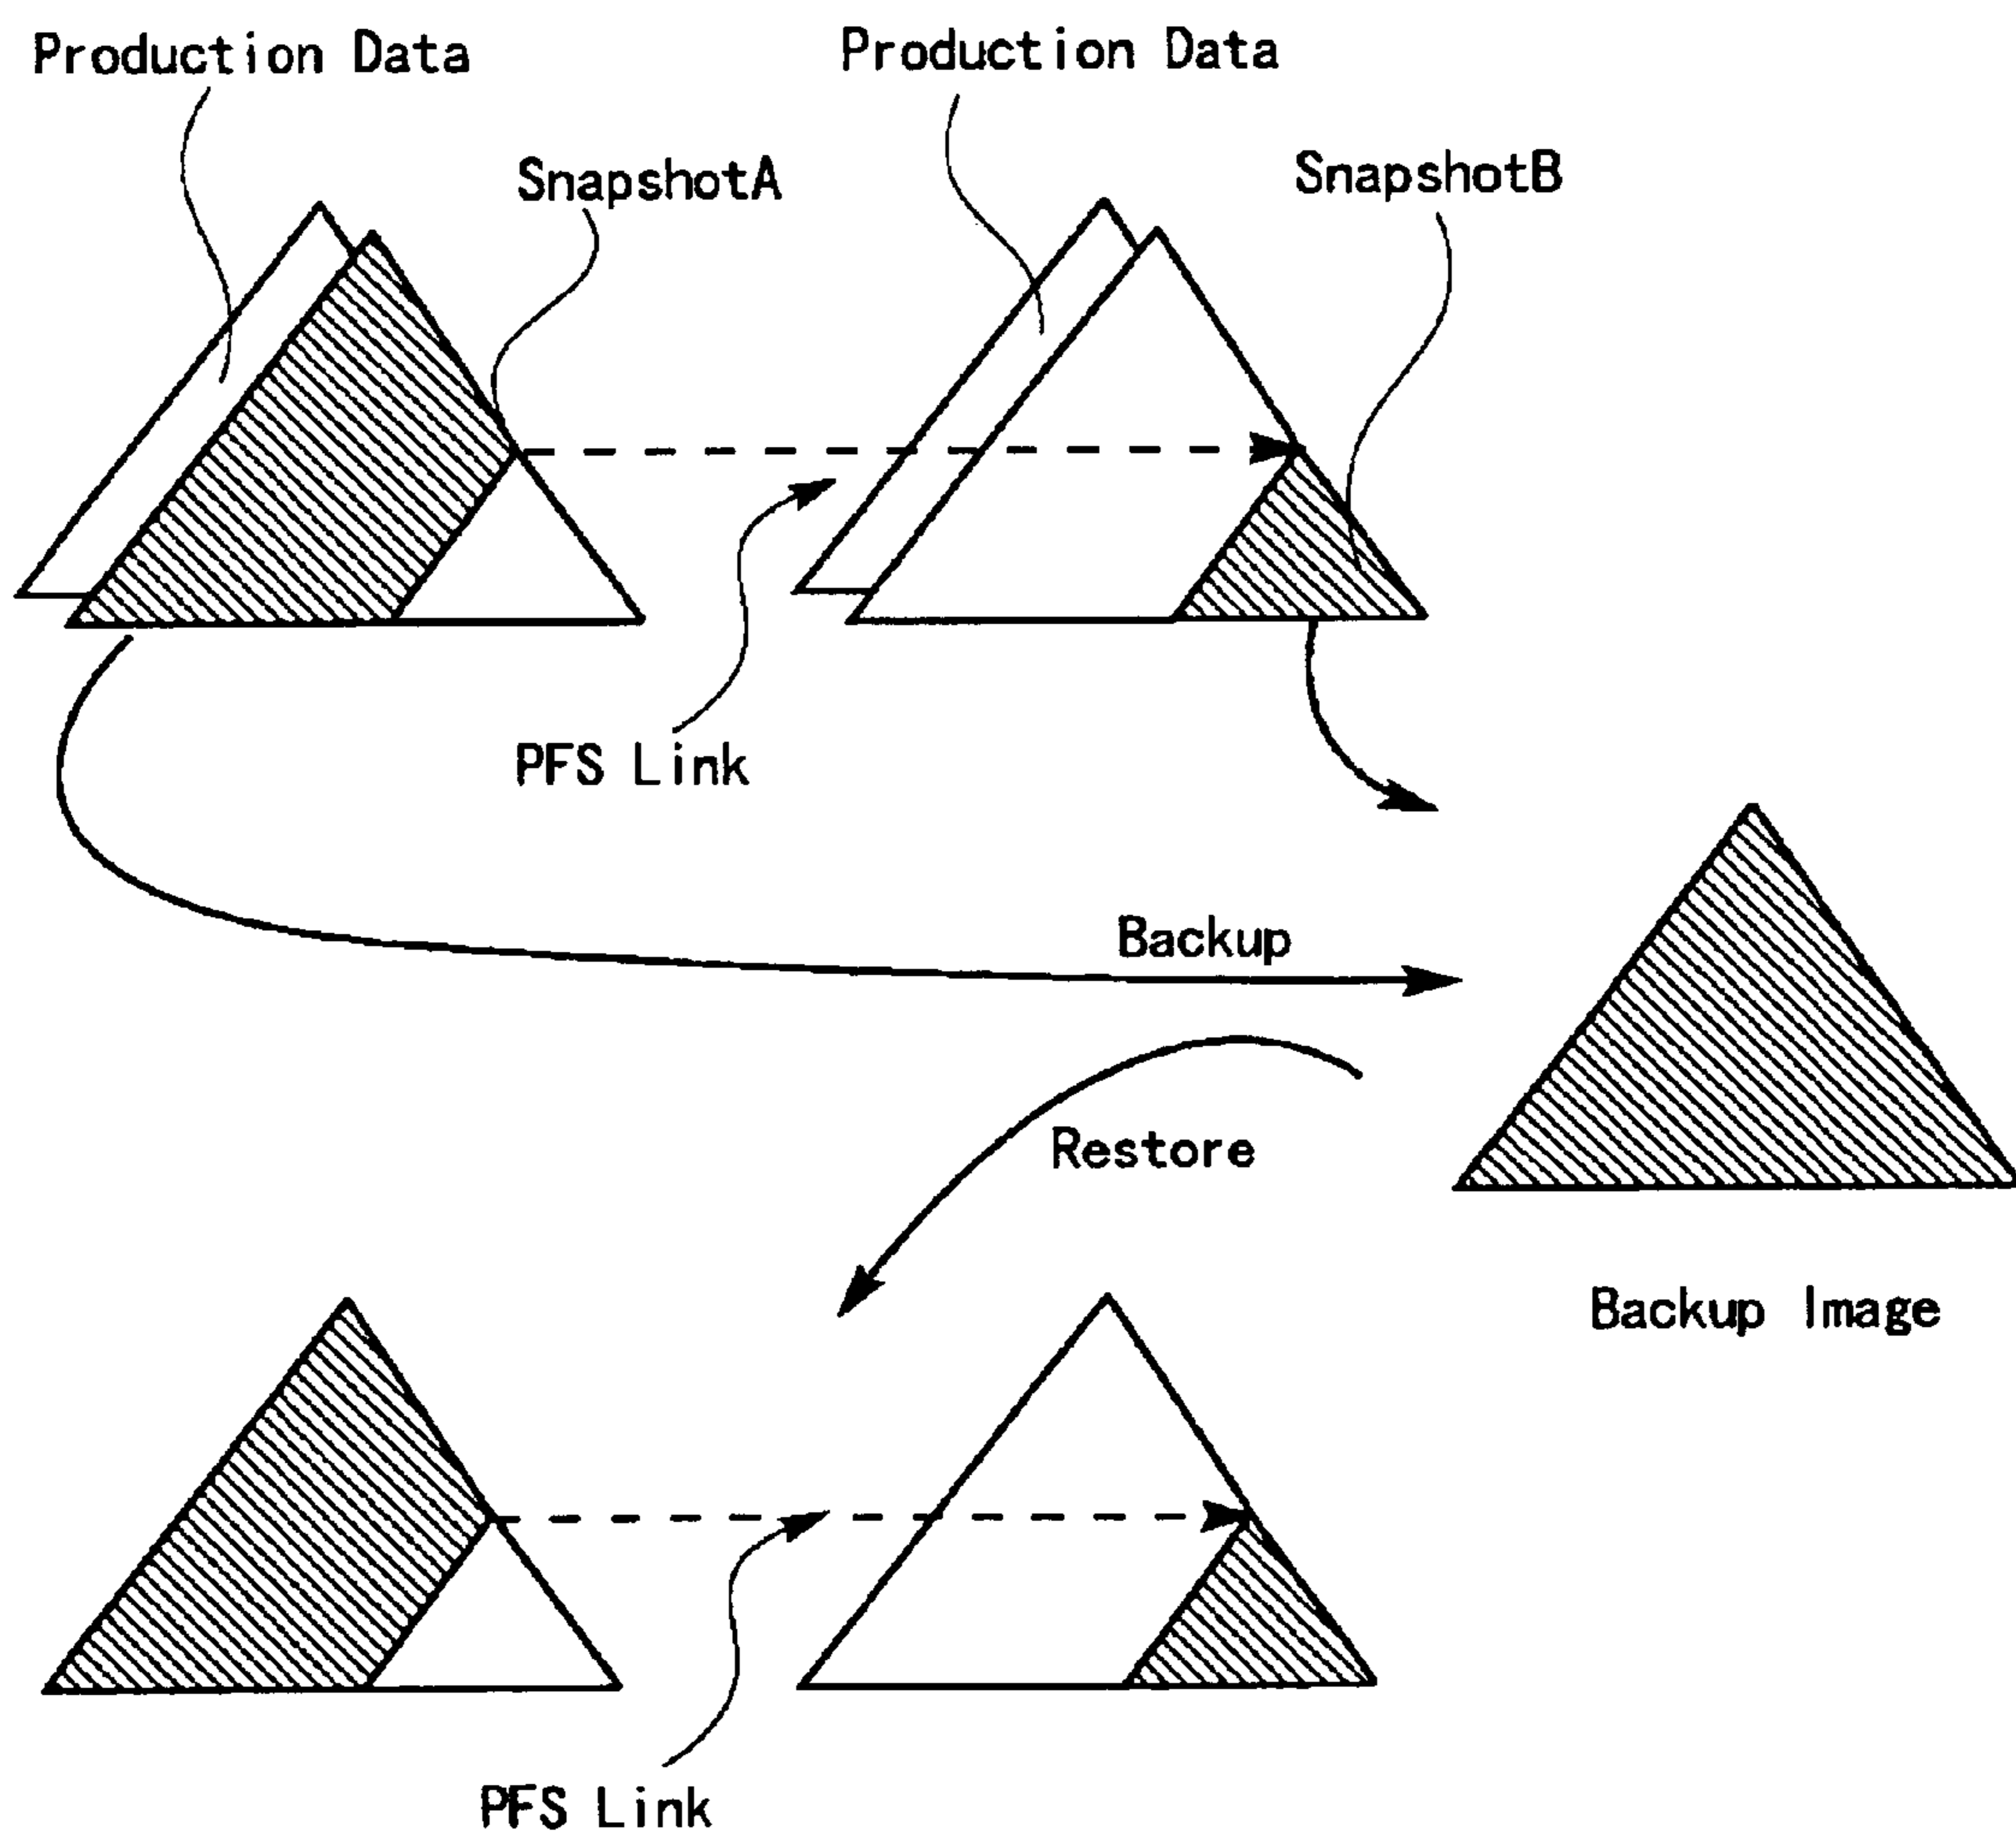 Production Data
Production Data
SnapshotA
SnapshotB
PFS Link
Backup
Restore
Backup Image
PFS Link